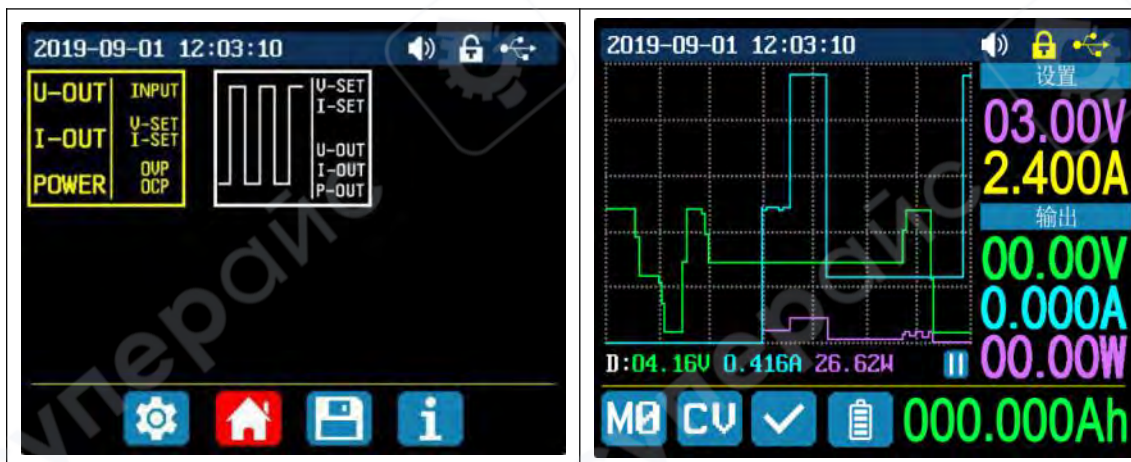 2019-09-01 12:03:10
U-OUT
INPUT
I-OUT
V-SET
I-SET
POWER
OVP
OCP
V-SET
I-SET
U-OUT
I-OUT
P-OUT
2019-09-01 12:03:10
设置
03.00V
2.400A
输出
00.00V
0.000A
00.00W
D:04.16V 0.416A 26.62W
M0 CV
000.000Ah